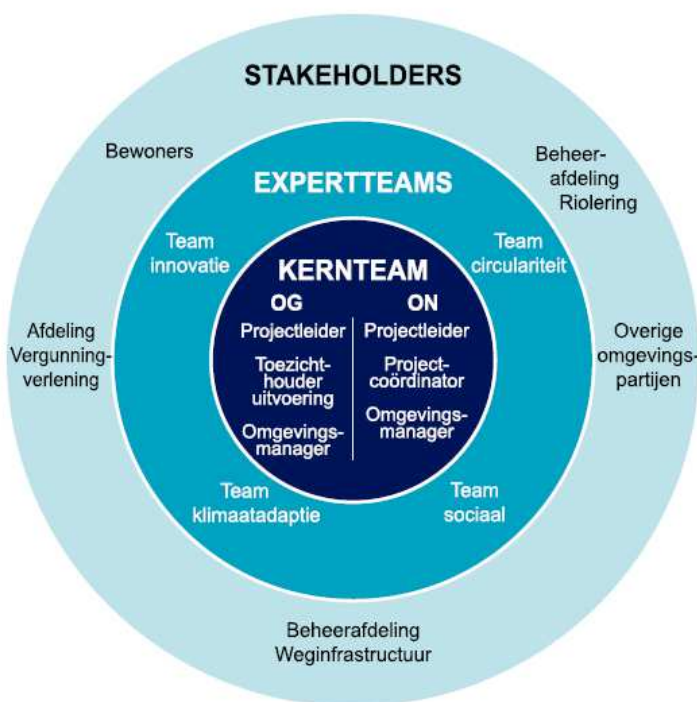 STAKEHOLDERS
Bewoners
Beheer-
afdeling
Riolering
EXPERTTEAMS
Team
innovatie
Team
circulariteit
KERNTEAM
OG
Projectleider
Toezicht-
houder
uitvoering
Omgevings-
manager
ON
Projectleider
Project-
coördinator
Omgevings-
manager
Afdeling
Vergunning-
verlening
Overige
omgevings-
partijen
Team
klimaatadaptie
Team
sociaal
Beheerafdeling
Weginfrastructuur